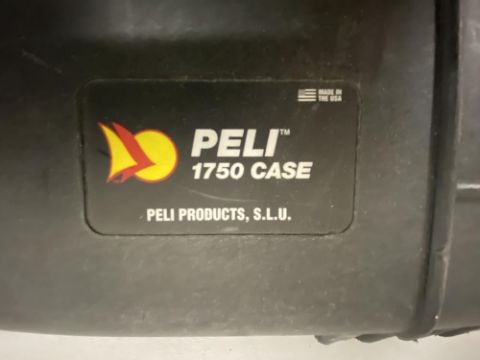 MADE IN
THE USA
PELI™
1750 CASE
PELI PRODUCTS, S.L.U.